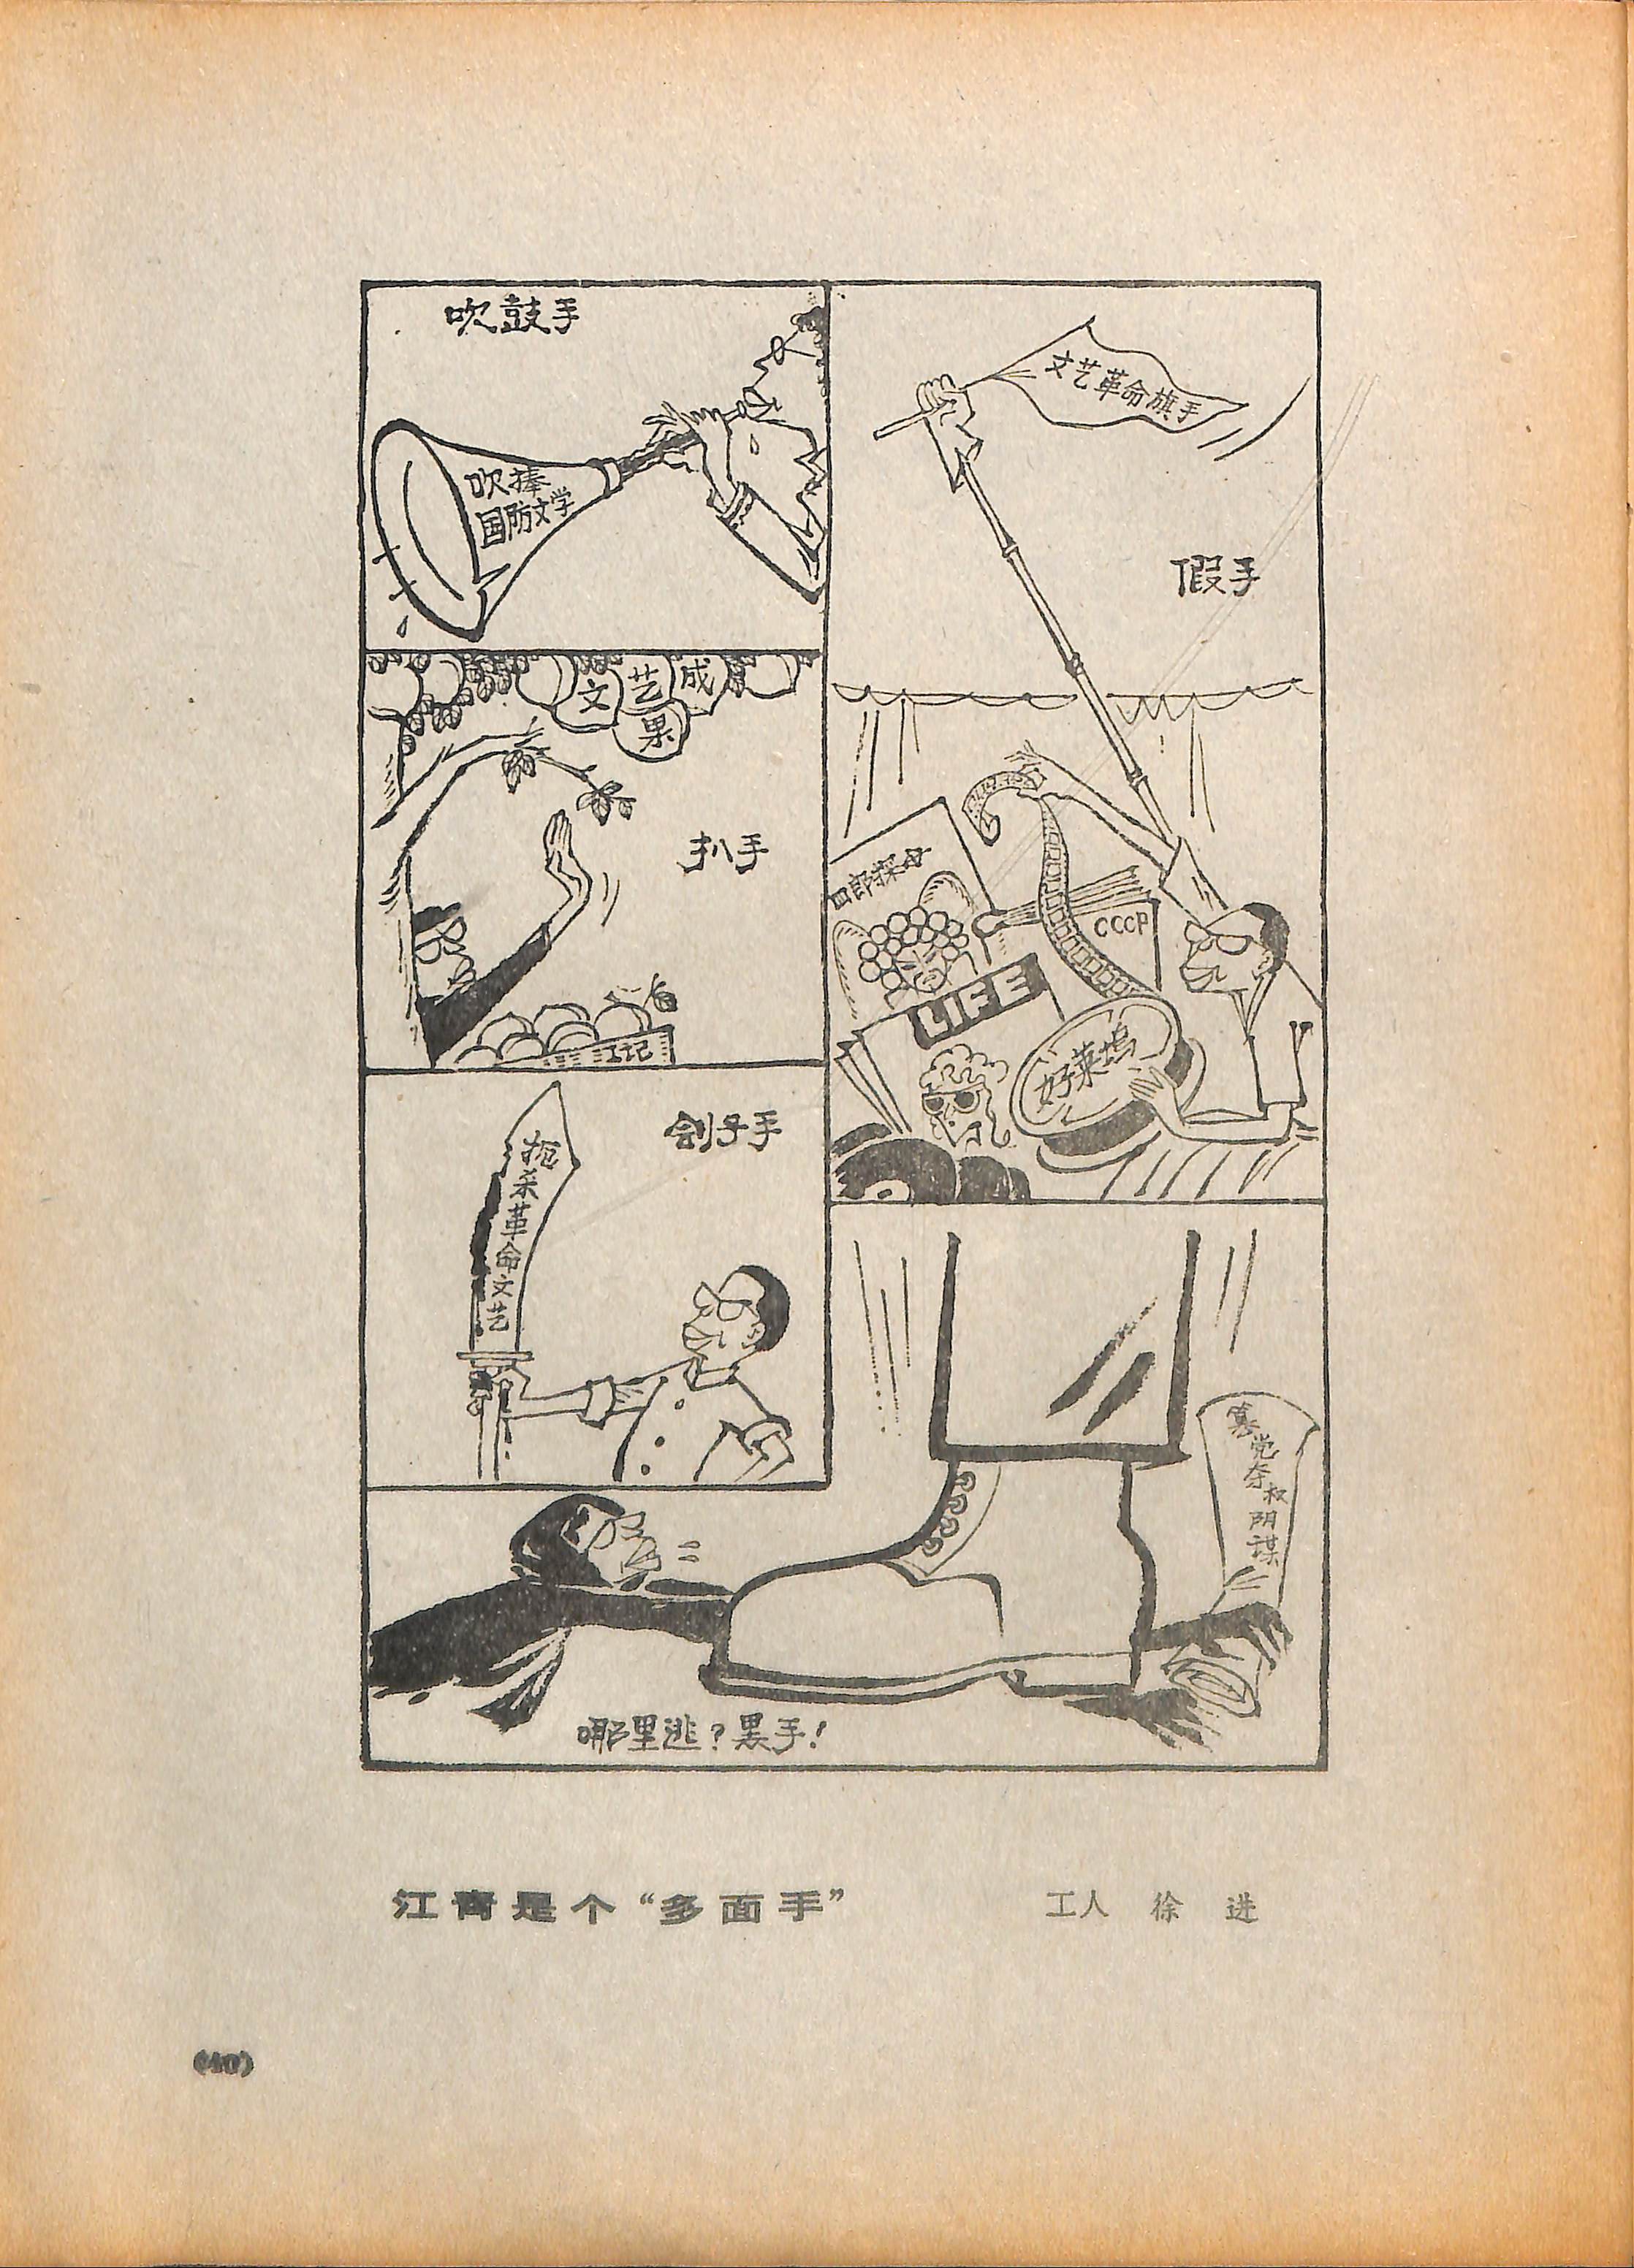 吹鼓手
吹捧
国防文学
文艺成
果
扒手
江记
刽子手
扼杀革命文艺
文艺革命旗手
假手
四郎探母
CCCP
LIFE
好莱坞
篡党夺权阴谋
哪里逃?黑手!
江青是个“多面手” 工人 徐 进
(40)